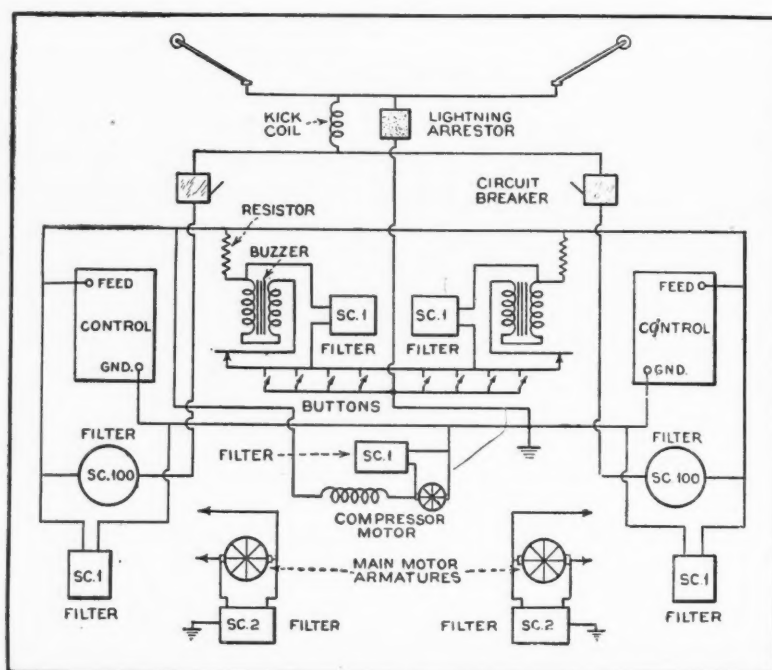 KICK
COIL
LIGHTNING
ARRESTOR
CIRCUIT
BREAKER
RESISTOR
BUZZER
FEED
CONTROL
GND.
SC.1
FILTER
SC.1
FILTER
FEED
CONTROL
GND.
BUTTONS
FILTER
SC.100
FILTER
SC.1
COMPRESSOR
MOTOR
FILTER
SC.100
SC.1
FILTER
MAIN MOTOR
ARMATURES
SC.2
FILTER
FILTER
SC.2
SC.1
FILTER